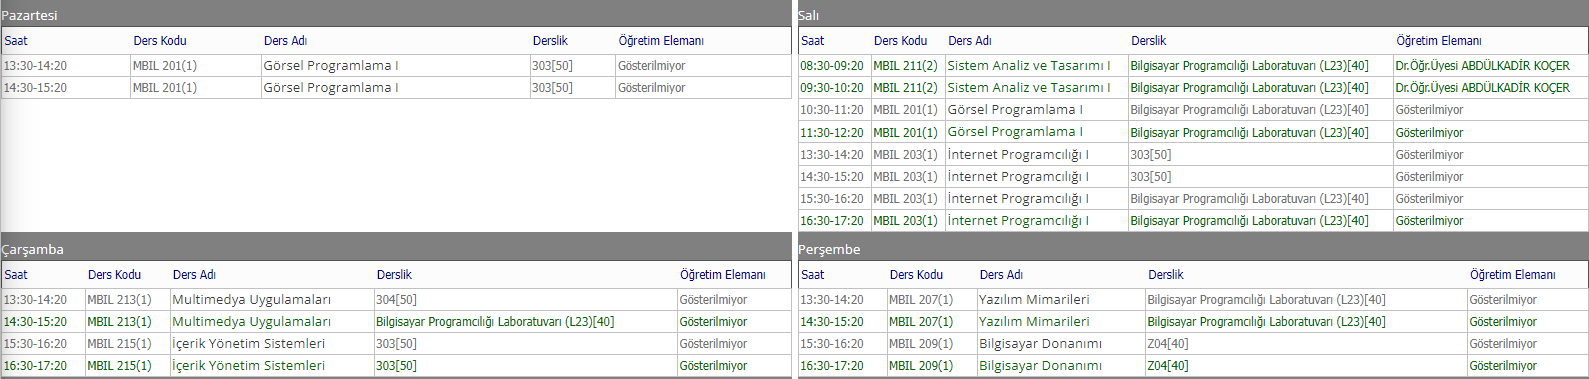 Pazartesi
Saat Ders Kodu Ders Adı Derslik Öğretim Elemanı
13:30-14:20 MBIL 201(1) Görsel Programlama I 303[50] Gösterilmiyor
14:30-15:20 MBIL 201(1) Görsel Programlama I 303[50] Gösterilmiyor
Salı
Saat Ders Kodu Ders Adı Derslik Öğretim Elemanı
08:30-09:20 MBIL 211(2) Sistem Analiz ve Tasarımı I Bilgisayar Programcılığı Laboratuvarı (L23)[40] Dr.Öğr.Üyesi ABDÜLKADİR KOÇER
09:30-10:20 MBIL 211(2) Sistem Analiz ve Tasarımı I Bilgisayar Programcılığı Laboratuvarı (L23)[40] Dr.Öğr.Üyesi ABDÜLKADİR KOÇER
10:30-11:20 MBIL 201(1) Görsel Programlama I Bilgisayar Programcılığı Laboratuvarı (L23)[40] Gösterilmiyor
11:30-12:20 MBIL 201(1) Görsel Programlama I Bilgisayar Programcılığı Laboratuvarı (L23)[40] Gösterilmiyor
13:30-14:20 MBIL 203(1) İnternet Programcılığı I 303[50] Gösterilmiyor
14:30-15:20 MBIL 203(1) İnternet Programcılığı I 303[50] Gösterilmiyor
15:30-16:20 MBIL 203(1) İnternet Programcılığı I Bilgisayar Programcılığı Laboratuvarı (L23)[40] Gösterilmiyor
16:30-17:20 MBIL 203(1) İnternet Programcılığı I Bilgisayar Programcılığı Laboratuvarı (L23)[40] Gösterilmiyor
Çarşamba
Saat Ders Kodu Ders Adı Derslik Öğretim Elemanı
13:30-14:20 MBIL 213(1) Multimedya Uygulamaları 304[50] Gösterilmiyor
14:30-15:20 MBIL 213(1) Multimedya Uygulamaları Bilgisayar Programcılığı Laboratuvarı (L23)[40] Gösterilmiyor
15:30-16:20 MBIL 215(1) İçerik Yönetim Sistemleri 303[50] Gösterilmiyor
16:30-17:20 MBIL 215(1) İçerik Yönetim Sistemleri 303[50] Gösterilmiyor
Perşembe
Saat Ders Kodu Ders Adı Derslik Öğretim Elemanı
13:30-14:20 MBIL 207(1) Yazılım Mimarileri Bilgisayar Programcılığı Laboratuvarı (L23)[40] Gösterilmiyor
14:30-15:20 MBIL 207(1) Yazılım Mimarileri Bilgisayar Programcılığı Laboratuvarı (L23)[40] Gösterilmiyor
15:30-16:20 MBIL 209(1) Bilgisayar Donanımı Z04[40] Gösterilmiyor
16:30-17:20 MBIL 209(1) Bilgisayar Donanımı Z04[40] Gösterilmiyor